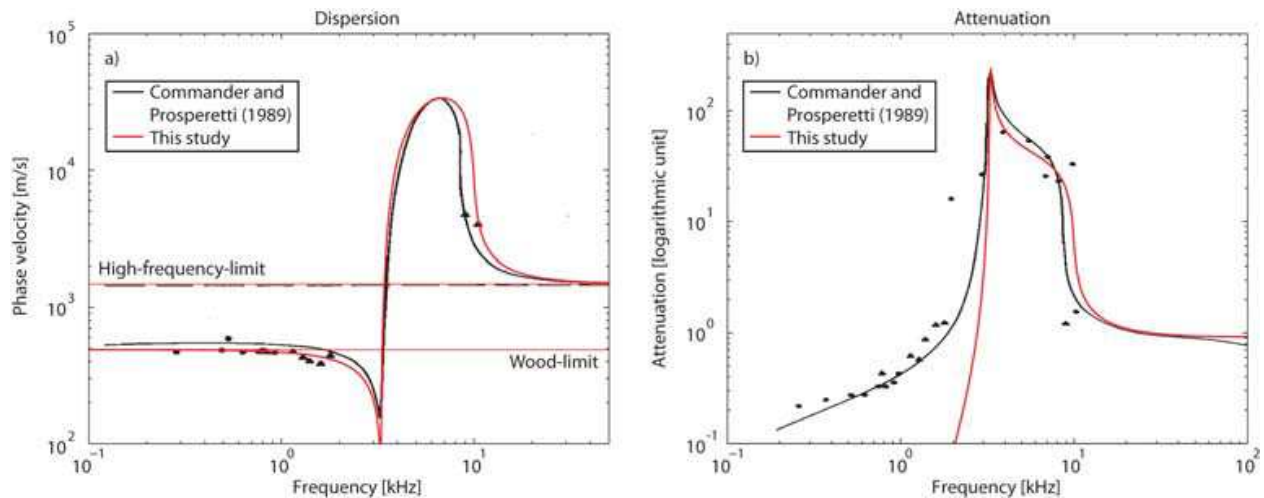 Dispersion
a)
Commander and
Prosperetti (1989)
This study
High-frequency-limit
Wood-limit
Phase velocity [m/s]
10^5
10^4
10^3
10^2
10^-1
10^0
10^1
Frequency [kHz]
Attenuation
b)
Commander and
Prosperetti (1989)
This study
Attenuation [logarithmic unit]
10^2
10^1
10^0
10^-1
10^-1
10^0
10^1
10^2
Frequency [kHz]